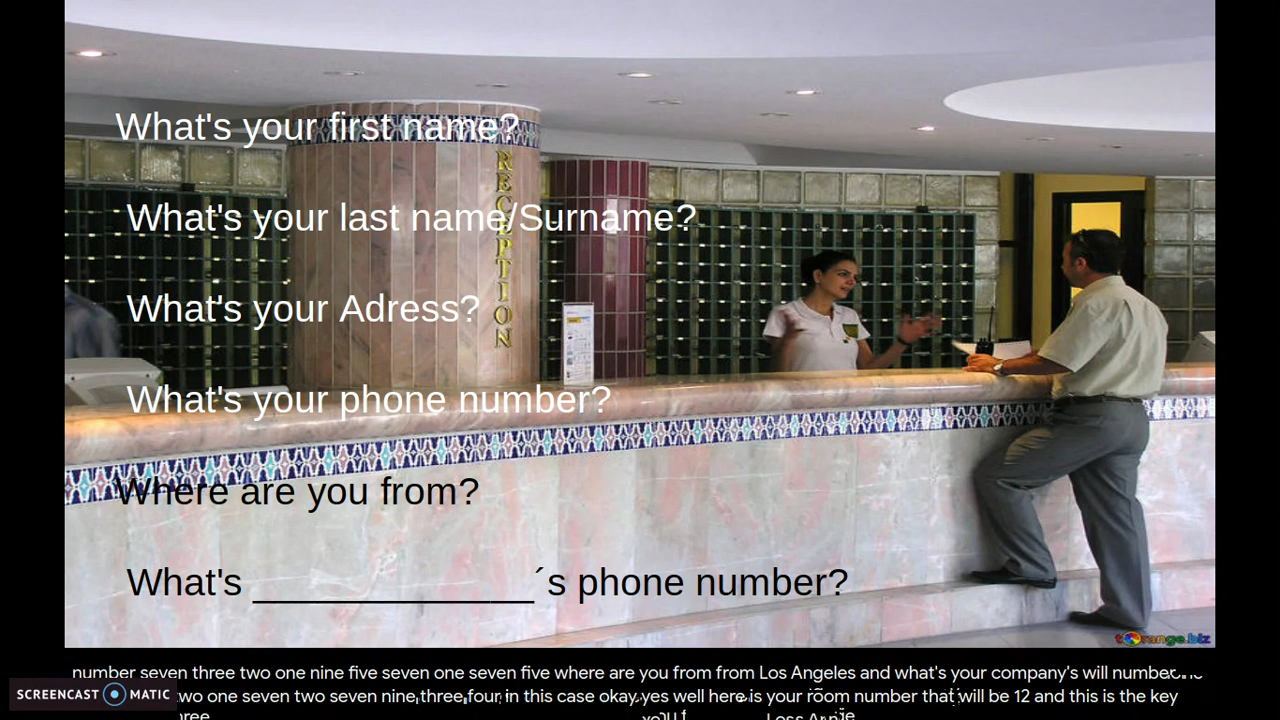 What's your first name?
RECEPTION
What's your last name/Surname?
What's your Adress?
What's your phone number?
Where are you from?
What's _____________´s phone number?
torange.biz
number seven three two one nine five seven one seven five where are you from from Los Angeles and what's your company's will number
two one seven two seven nine three four in this case okay yes well here is your room number that will be 12 and this is the key
SCREENCAST MATIC